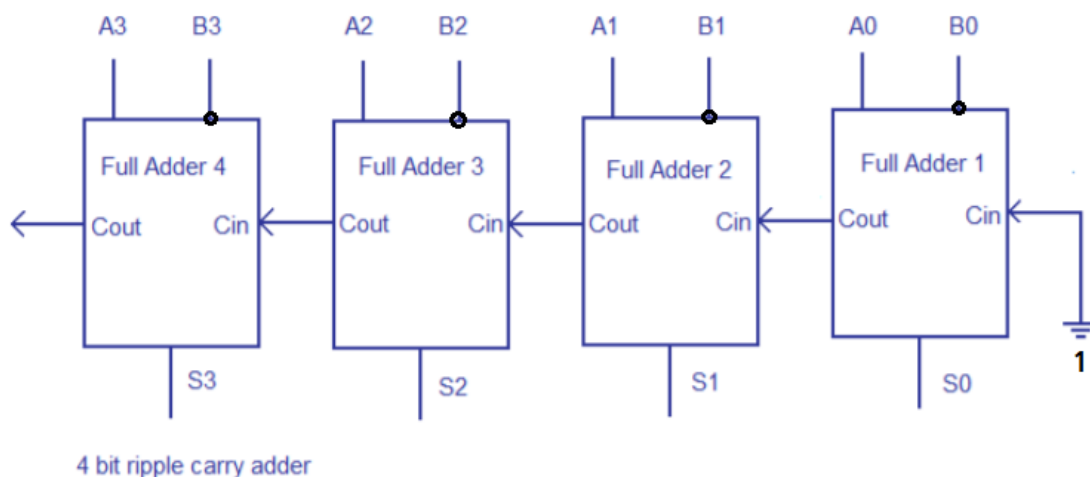 A3 B3 A2 B2 A1 B1 A0 B0
Full Adder 4 Full Adder 3 Full Adder 2 Full Adder 1
Cout Cin Cout Cin Cout Cin Cout Cin
1
S3 S2 S1 S0
4 bit ripple carry adder